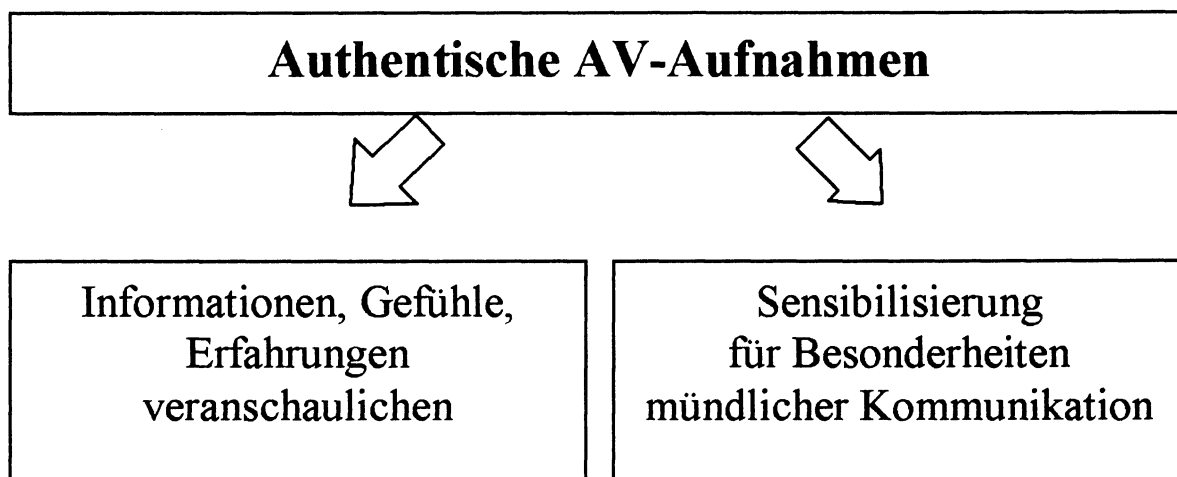 Authentische AV-Aufnahmen
Informationen, Gefühle,
Erfahrungen
veranschaulichen
Sensibilisierung
für Besonderheiten
mündlicher Kommunikation